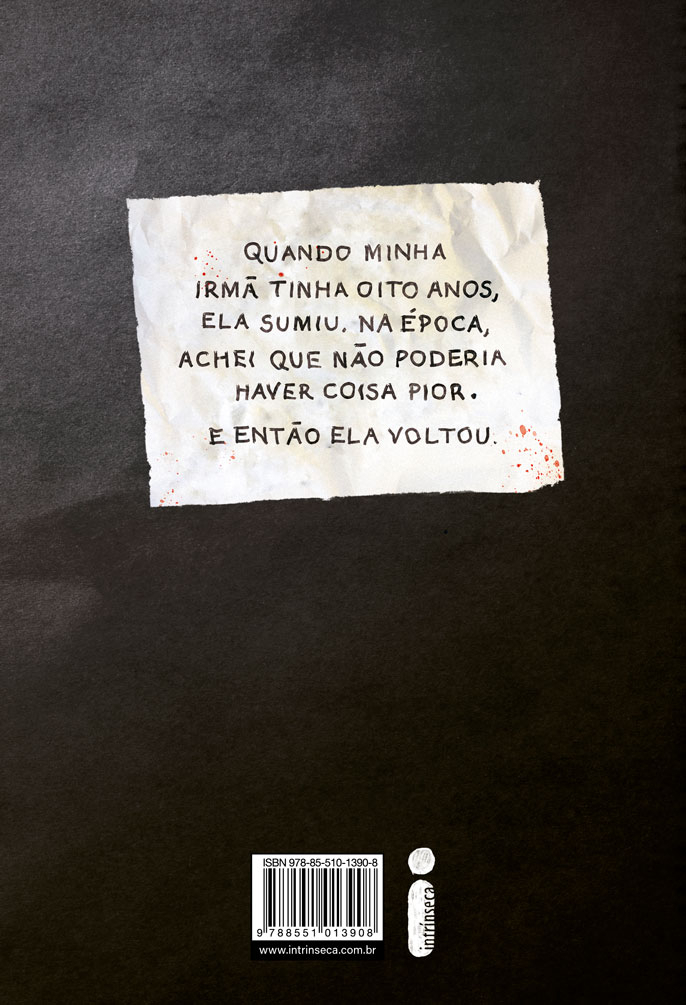 QUANDO MINHA
IRMÃ TINHA OITO ANOS,
ELA SUMIU. NA ÉPOCA,
ACHEI QUE NÃO PODERIA
HAVER COISA PIOR.
E ENTÃO ELA VOLTOU.
ISBN 978-85-510-1390-8
9 788551 013908
www.intrinseca.com.br
intrínseca